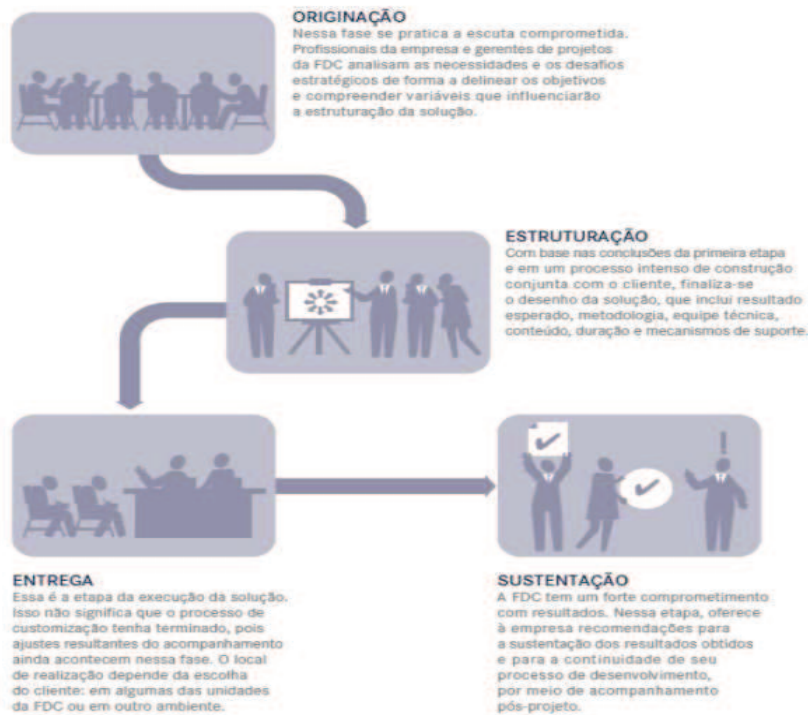 ORIGINAÇÃO
Nessa fase se pratica a escuta comprometida.
Profissionais da empresa e gerentes de projetos
da FDC analisam as necessidades e os desafios
estratégicos de forma a delinear os objetivos
e compreender variáveis que influenciarão
a estruturação da solução.
ESTRUTURAÇÃO
Com base nas conclusões da primeira etapa
e em um processo intenso de construção
conjunta com o cliente, finaliza-se
o desenho da solução, que inclui resultado
esperado, metodologia, equipe técnica,
conteúdo, duração e mecanismos de suporte.
ENTREGA
Essa é a etapa da execução da solução.
Isso não significa que o processo de
customização tenha terminado, pois
ajustes resultantes do acompanhamento
ainda acontecem nessa fase. O local
de realização depende da escolha
do cliente: em algumas das unidades
da FDC ou em outro ambiente.
SUSTENTAÇÃO
A FDC tem um forte comprometimento
com resultados. Nessa etapa, oferece
à empresa recomendações para
a sustentação dos resultados obtidos
e para a continuidade de seu
processo de desenvolvimento,
por meio de acompanhamento
pós-projeto.